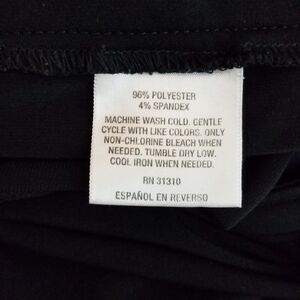 96% POLYESTER
4% SPANDEX
MACHINE WASH COLD. GENTLE
CYCLE WITH LIKE COLORS. ONLY
NON-CHLORINE BLEACH WHEN
NEEDED. TUMBLE DRY LOW.
COOL IRON WHEN NEEDED.
RN 31310
ESPAÑOL EN REVERSO